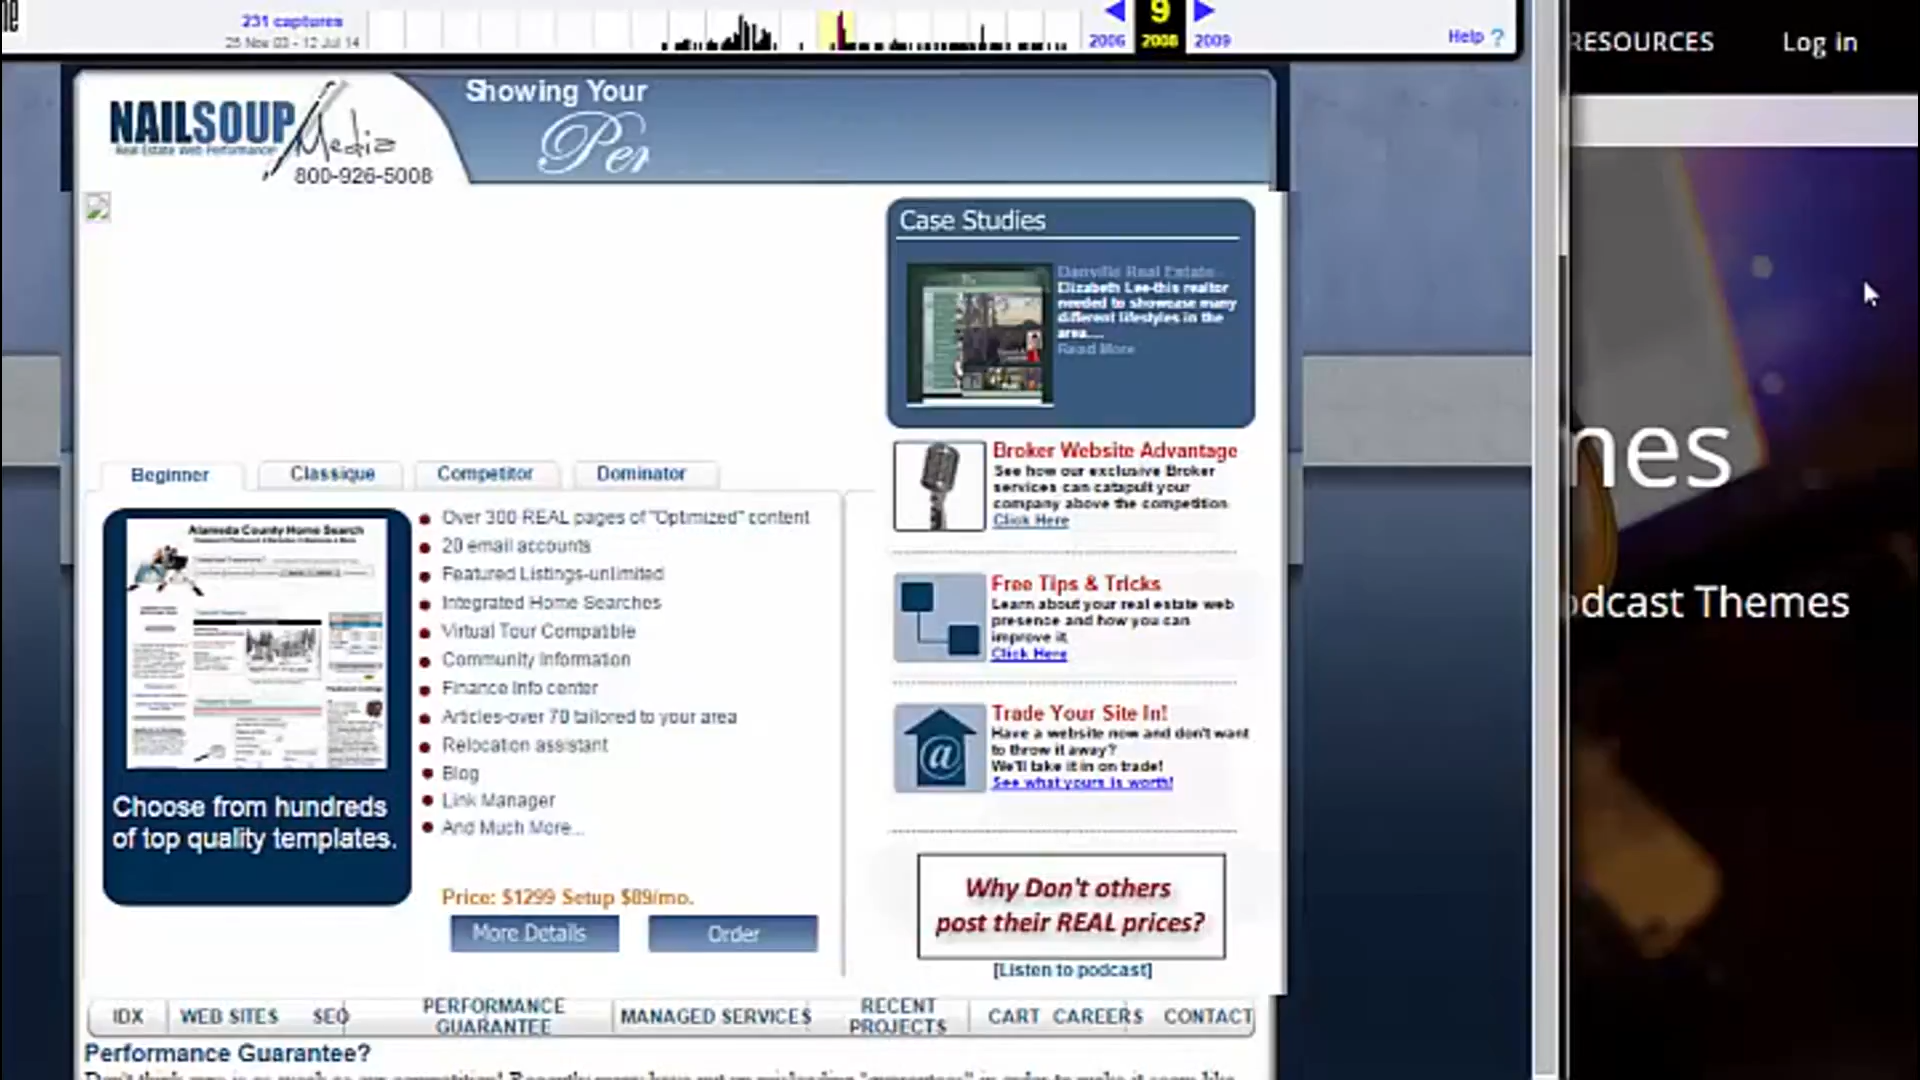 231 captures
25 Nov 03 - 12 Jul 14
2006
9
2008
2009
Help ?
RESOURCES
Log in
NAILSOUP Media
Real Estate Web Performance
800-926-5008
Showing Your
Per
Case Studies
Danville Real Estate...
Elizabeth Lee-this realtor
needed to showcase many
different lifestyles in the
area....
Read More
Beginner
Classique
Competitor
Dominator
Alameda County Home Search
Choose from hundreds
of top quality templates.
Over 300 REAL pages of "Optimized" content
20 email accounts
Featured Listings-unlimited
Integrated Home Searches
Virtual Tour Compatible
Community Information
Finance Info center
Articles-over 70 tailored to your area
Relocation assistant
Blog
Link Manager
And Much More...
Price: $1299 Setup $89/mo.
More Details
Order
Broker Website Advantage
See how our exclusive Broker
services can catapult your
company above the competition
Click Here
Free Tips & Tricks
Learn about your real estate web
presence and how you can
improve it
Click Here
Trade Your Site In!
Have a website now and don't want
to throw it away?
We'll take it in on trade!
See what yours is worth!
Why Don't others
post their REAL prices?
[Listen to podcast]
mes
odcast Themes
IDX
WEB SITES
SEO
PERFORMANCE
GUARANTEE
MANAGED SERVICES
RECENT
PROJECTS
CART
CAREERS
CONTACT
Performance Guarantee?